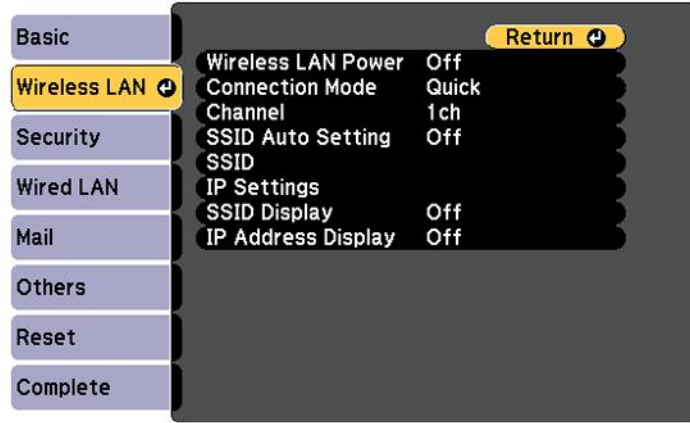 Basic
Wireless LAN
Security
Wired LAN
Mail
Others
Reset
Complete
Return
Wireless LAN Power Off
Connection Mode Quick
Channel 1ch
SSID Auto Setting Off
SSID
IP Settings
SSID Display Off
IP Address Display Off